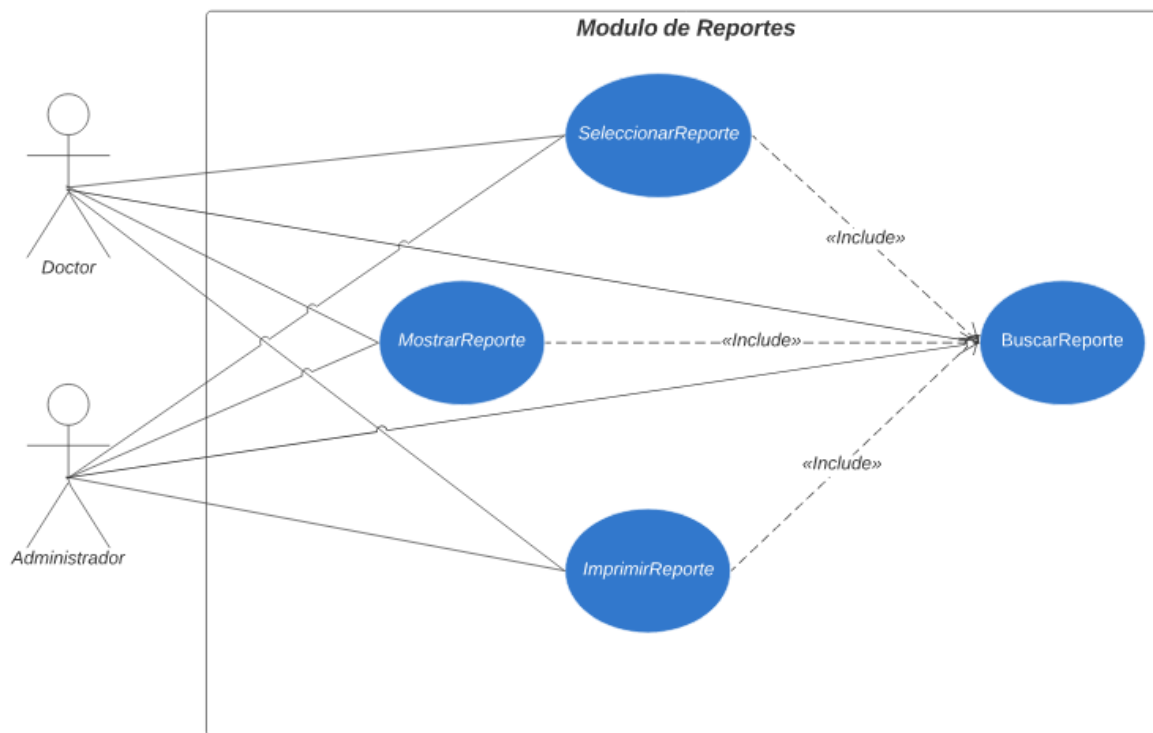 Modulo de Reportes
SeleccionarReporte
«Include»
Doctor
MostrarReporte
«Include»
BuscarReporte
«Include»
Administrador
ImprimirReporte